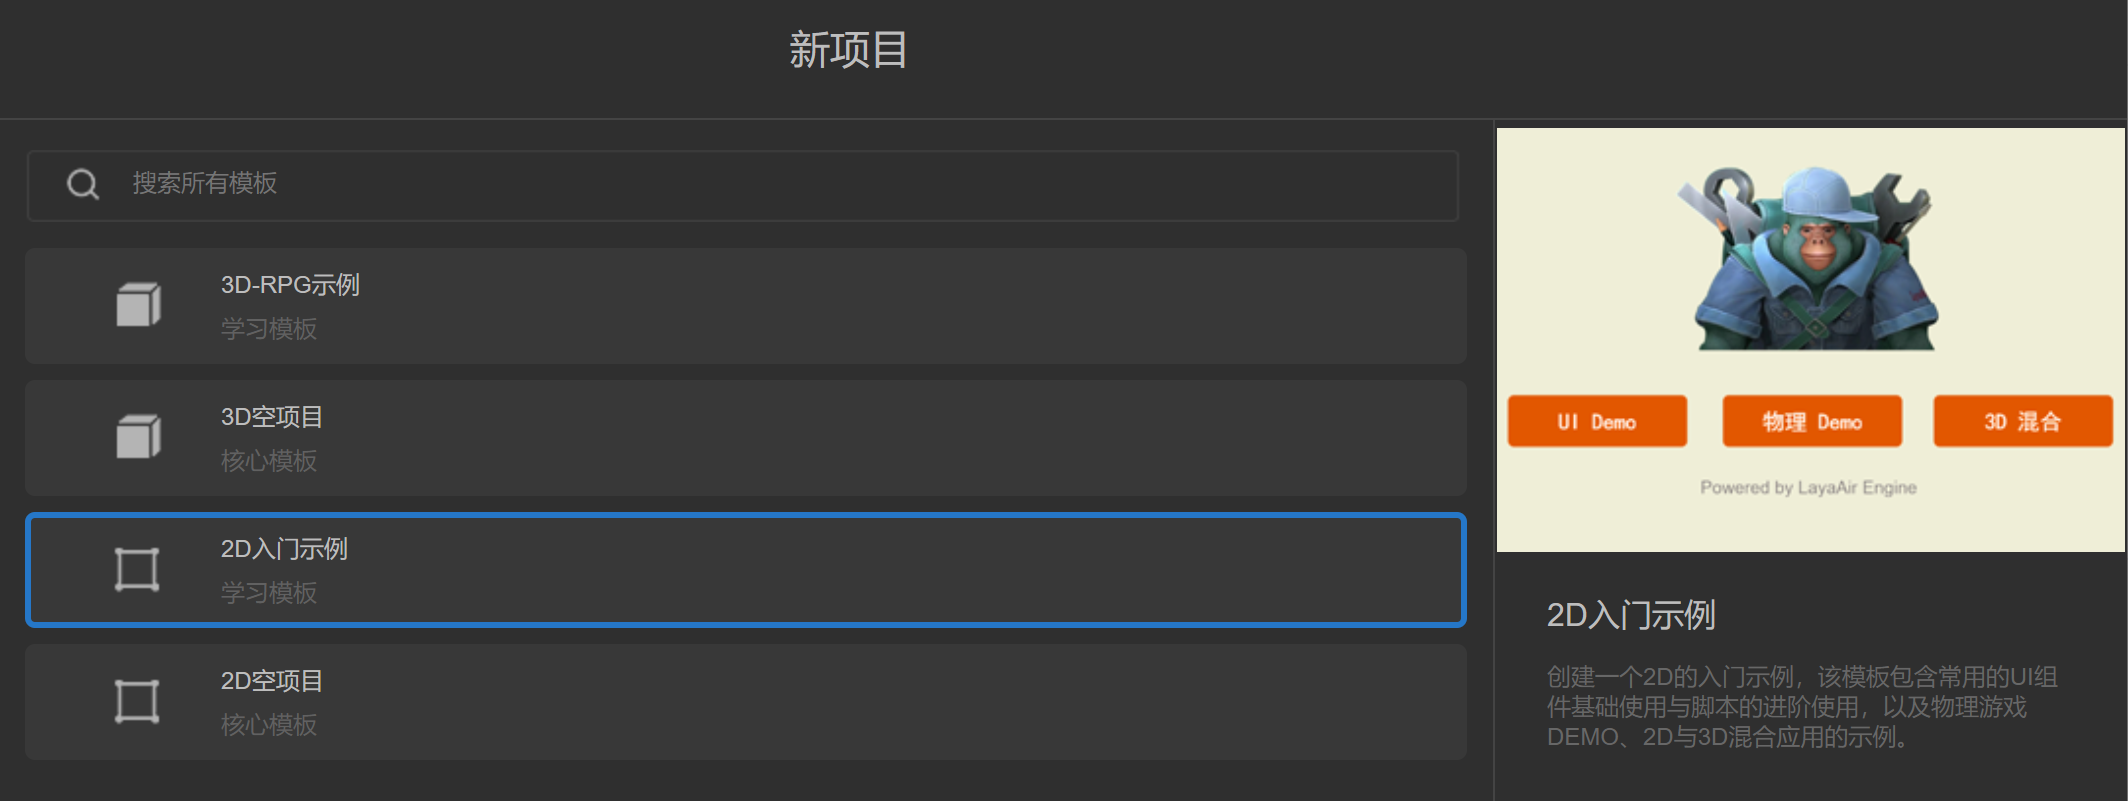 新项目
搜索所有模板
3D-RPG示例
学习模板
3D空项目
核心模板
2D入门示例
学习模板
2D空项目
核心模板
UI Demo
物理 Demo
3D 混合
Powered by LayaAir Engine
2D入门示例
创建一个2D的入门示例，该模板包含常用的UI组
件基础使用与脚本的进阶使用，以及物理游戏
DEMO、2D与3D混合应用的示例。